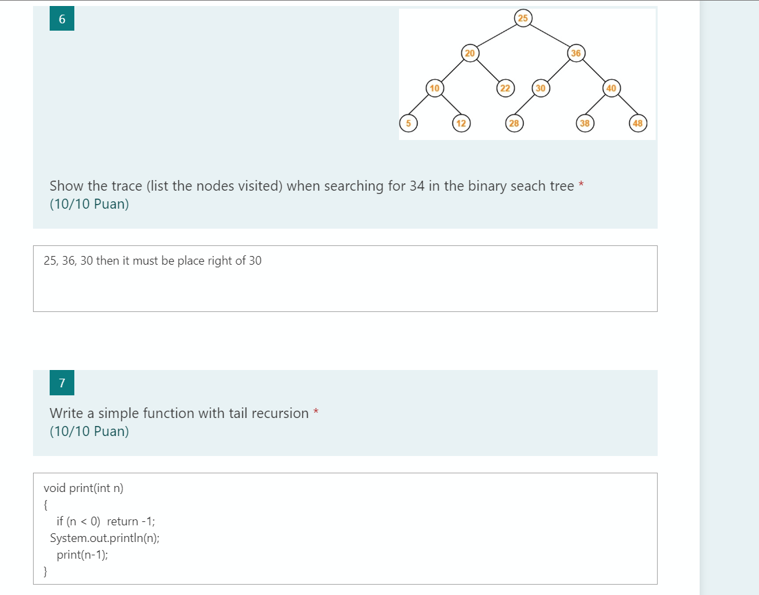 6
25
20 36
10 22 30 40
5 12 28 38 48
Show the trace (list the nodes visited) when searching for 34 in the binary seach tree *
(10/10 Puan)
25, 36, 30 then it must be place right of 30
7
Write a simple function with tail recursion *
(10/10 Puan)
void print(int n)
{
if (n < 0) return -1;
System.out.println(n);
print(n-1);
}